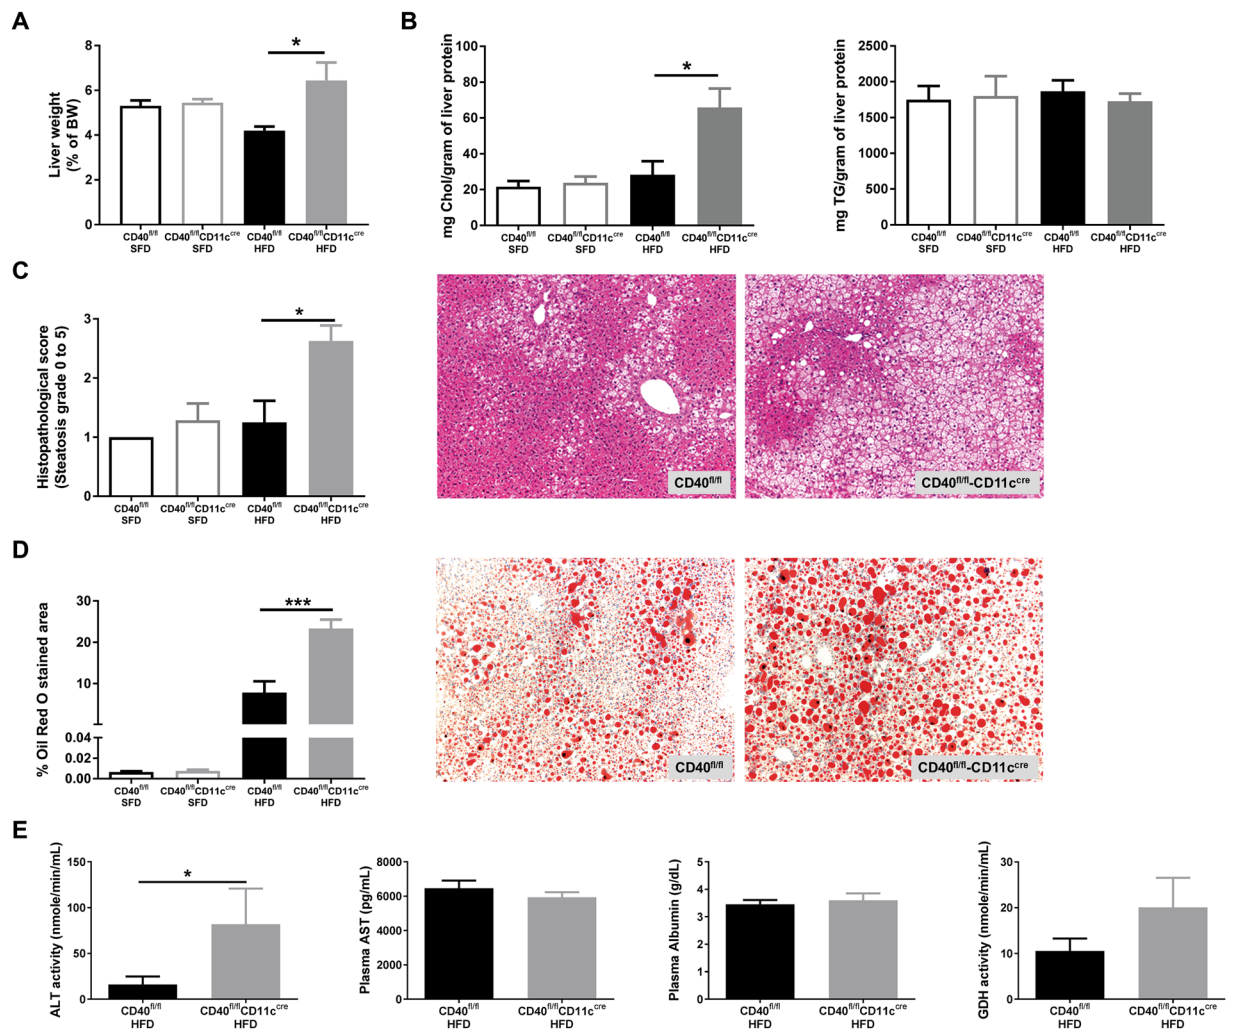 A
Liver weight
(% of BW)
8
6
4
2
0
*
CD40fl/fl
SFD
CD40fl/flCD11ccre
SFD
CD40fl/fl
HFD
CD40fl/flCD11ccre
HFD
B
mg Chol/gram of liver protein
100
80
60
40
20
0
*
CD40fl/fl
SFD
CD40fl/flCD11ccre
SFD
CD40fl/fl
HFD
CD40fl/flCD11ccre
HFD
mg TG/gram of liver protein
2500
2000
1500
1000
500
0
CD40fl/fl
SFD
CD40fl/flCD11ccre
SFD
CD40fl/fl
HFD
CD40fl/flCD11ccre
HFD
C
Histopathological score
(Steatosis grade 0 to 5)
3
2
1
0
*
CD40fl/fl
SFD
CD40fl/flCD11ccre
SFD
CD40fl/fl
HFD
CD40fl/flCD11ccre
HFD
CD40fl/fl
CD40fl/fl-CD11ccre
D
% Oil Red O stained area
30
20
10
0.04
0.02
0.00
***
CD40fl/fl
SFD
CD40fl/flCD11ccre
SFD
CD40fl/fl
HFD
CD40fl/flCD11ccre
HFD
CD40fl/fl
CD40fl/fl-CD11ccre
E
ALT activity (nmole/min/mL)
150
100
50
0
*
CD40fl/fl
HFD
CD40fl/flCD11ccre
HFD
Plasma AST (pg/mL)
8000
6000
4000
2000
0
CD40fl/fl
HFD
CD40fl/flCD11ccre
HFD
Plasma Albumin (g/dL)
5
4
3
2
1
0
CD40fl/fl
HFD
CD40fl/flCD11ccre
HFD
GDH activity (nmole/min/mL)
30
20
10
0
CD40fl/fl
HFD
CD40fl/flCD11ccre
HFD